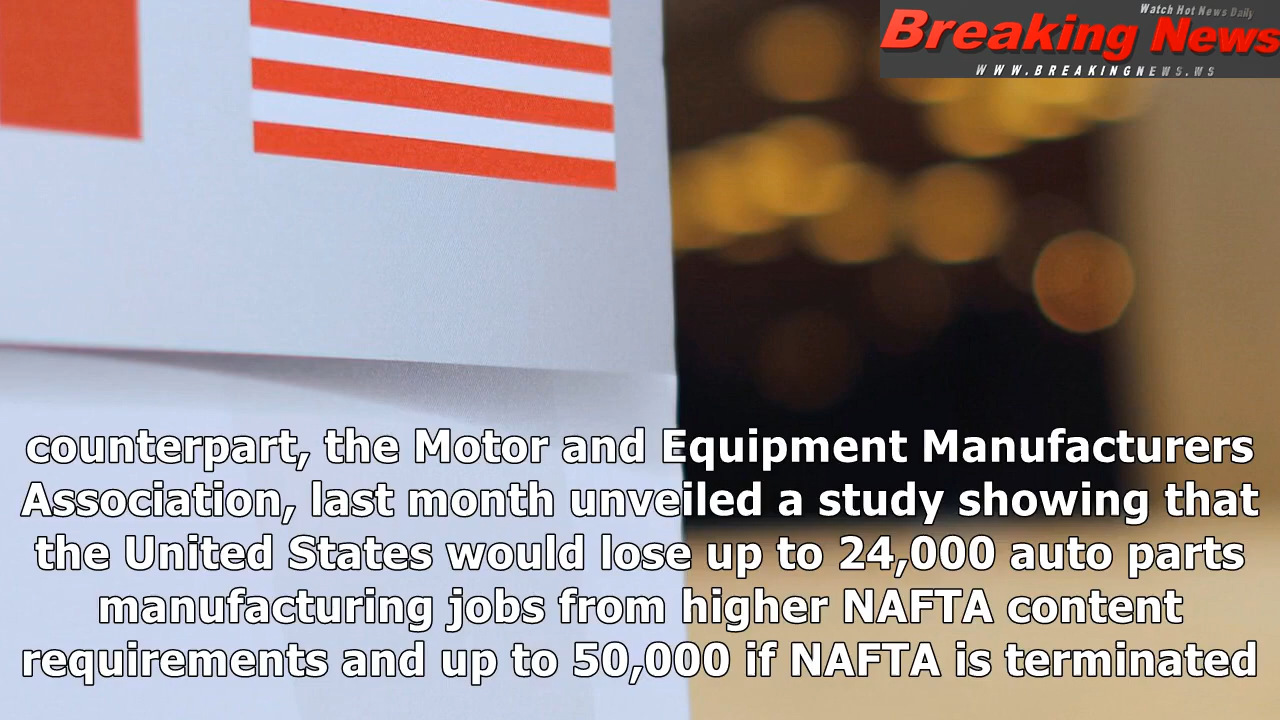 Watch Hot News Daily
Breaking News
WWW.BREAKINGNEWS.WS
counterpart, the Motor and Equipment Manufacturers
Association, last month unveiled a study showing that
the United States would lose up to 24,000 auto parts
manufacturing jobs from higher NAFTA content
requirements and up to 50,000 if NAFTA is terminated